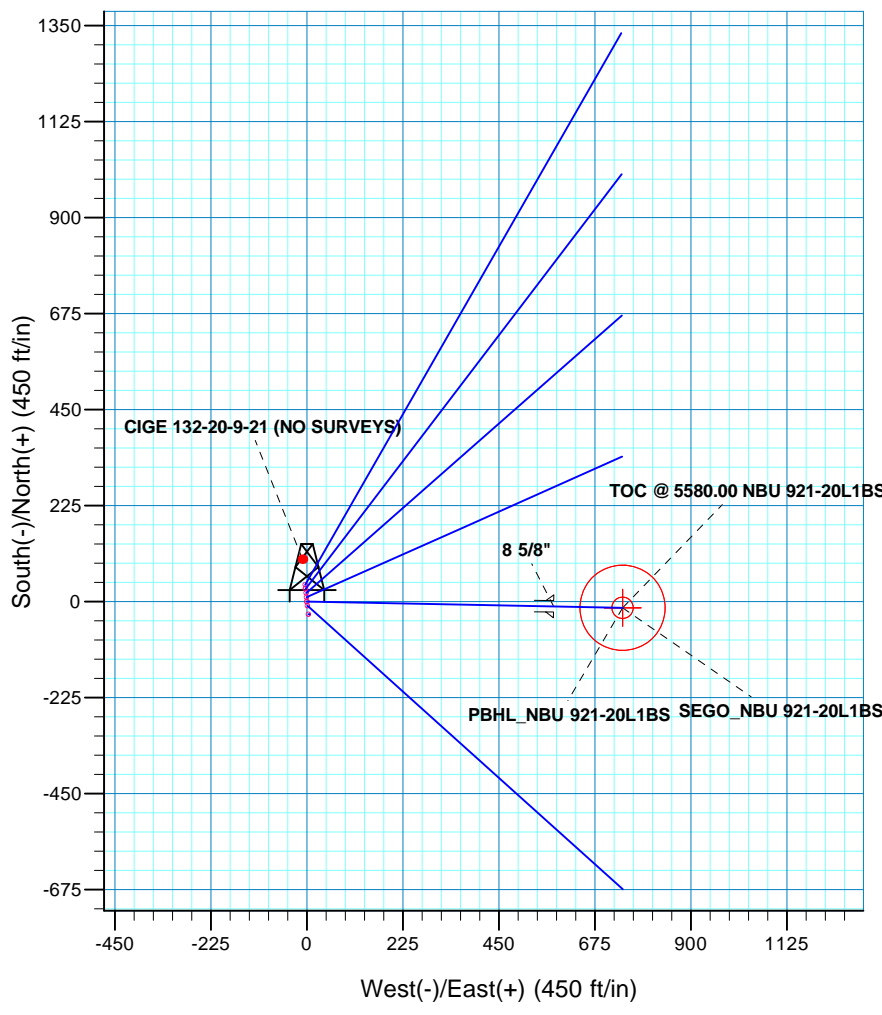 1350
1125
900
675
450
225
0
-225
-450
-675
South(-)/North(+) (450 ft/in)
CIGE 132-20-9-21 (NO SURVEYS)
TOC @ 5580.00 NBU 921-20L1BS
8 5/8"
PBHL_NBU 921-20L1BS
SEGO_NBU 921-20L1BS
-450 -225 0 225 450 675 900 1125
West(-)/East(+) (450 ft/in)